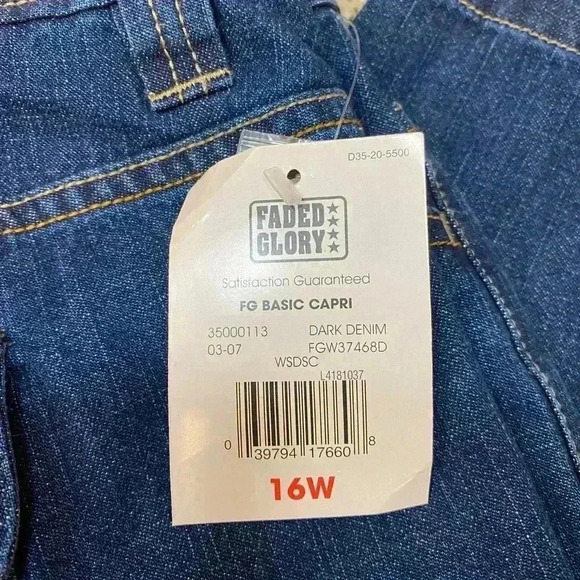 D35-20-5500
FADED
GLORY
Satisfaction Guaranteed
FG BASIC CAPRI
35000113 DARK DENIM
03-07 FGW37468D
WSDSC
L4181037
0 39794 17660 8
16W